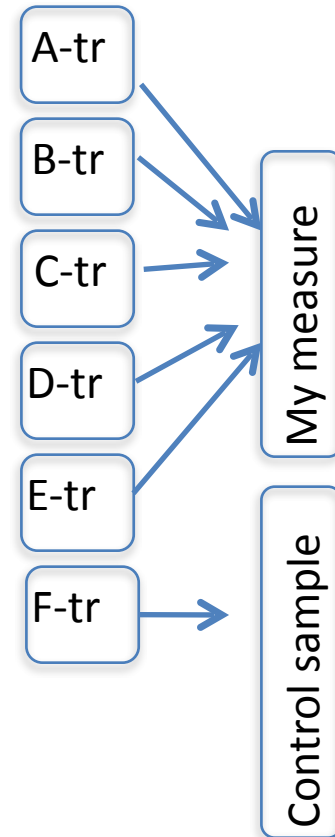 A-tr
B-tr
C-tr
D-tr
E-tr
F-tr
My measure
Control sample